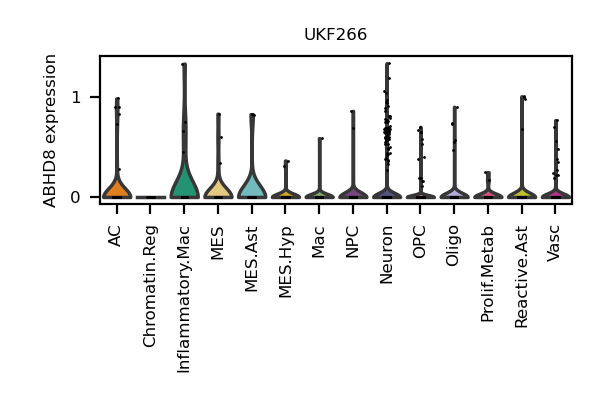 UKF266
ABHD8 expression
1
0
AC
Chromatin.Reg
Inflammatory.Mac
MES
MES.Ast
MES.Hyp
Mac
NPC
Neuron
OPC
Oligo
Prolif.Metab
Reactive.Ast
Vasc